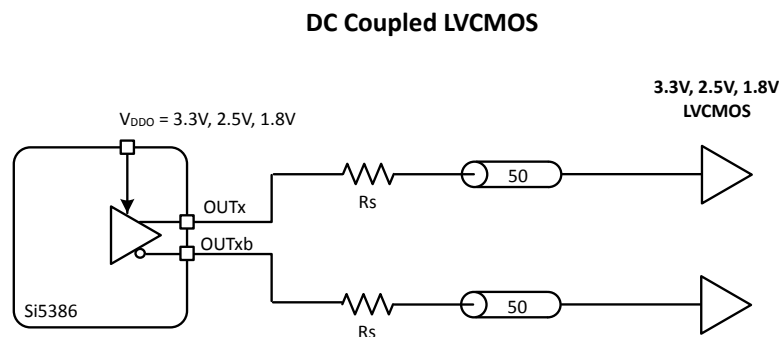 DC Coupled LVCMOS
3.3V, 2.5V, 1.8V
LVCMOS
VDDO = 3.3V, 2.5V, 1.8V
OUTx
Rs
50
OUTxb
Si5386
Rs
50